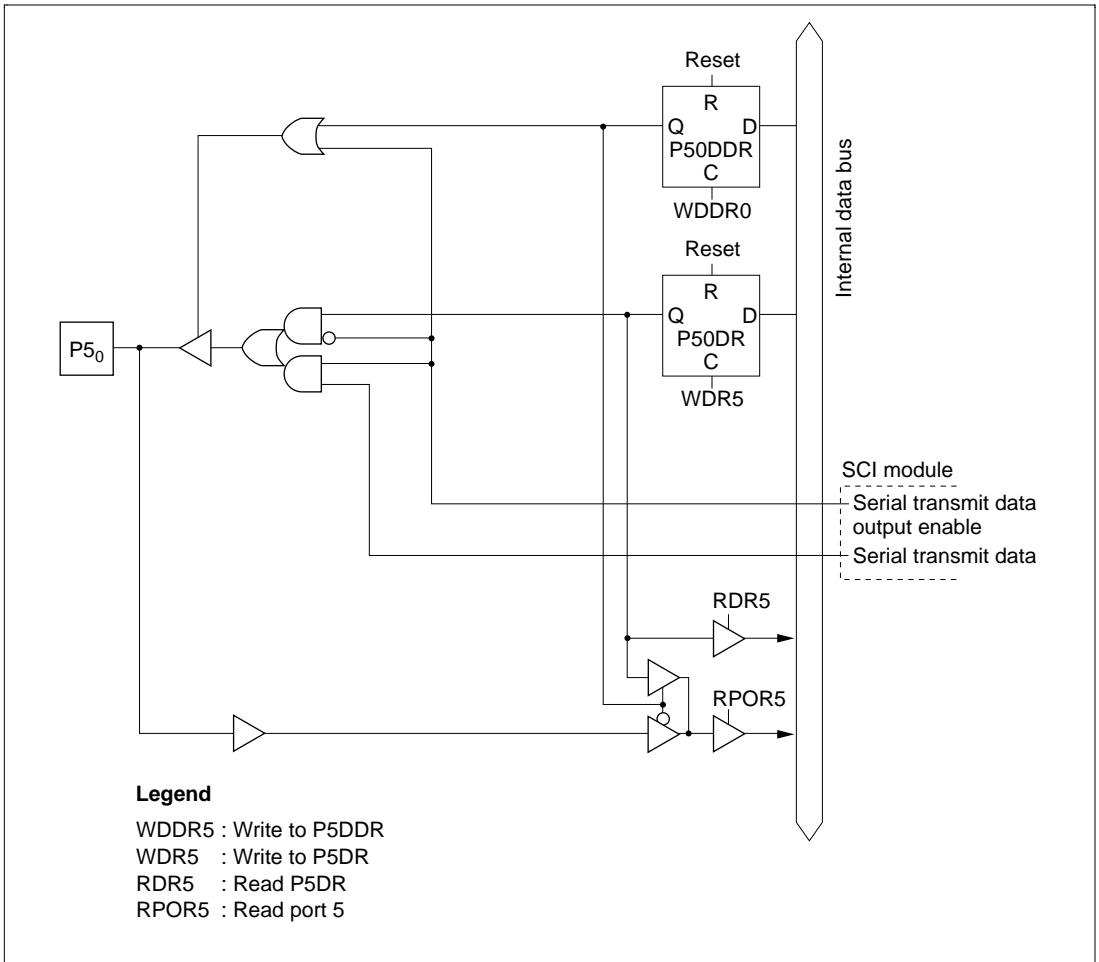 Reset
R
Q D
P50DDR
C
WDDR0
Reset
R
Q D
P50DR
C
WDR5
Internal data bus
P5₀
SCI module
Serial transmit data
output enable
Serial transmit data
RDR5
RPOR5
Legend
WDDR5 : Write to P5DDR
WDR5 : Write to P5DR
RDR5 : Read P5DR
RPOR5 : Read port 5